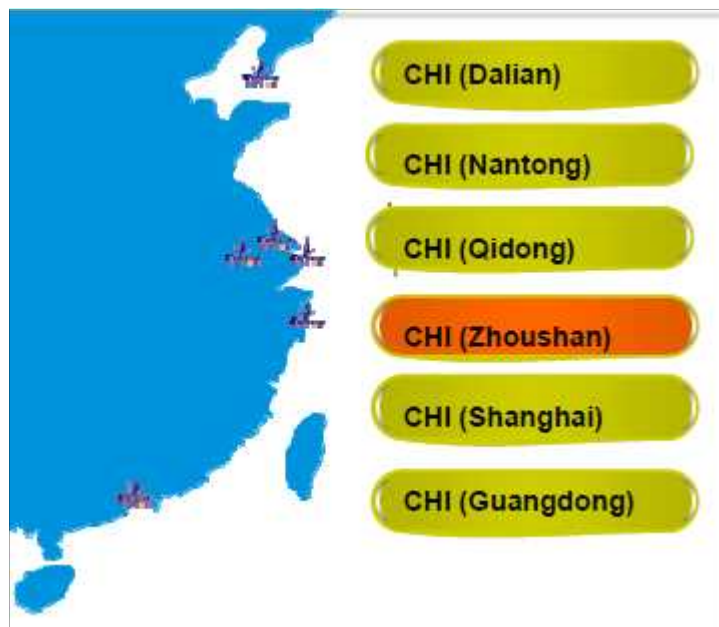 CHI (Dalian)
CHI (Nantong)
CHI (Qidong)
CHI (Zhoushan)
CHI (Shanghai)
CHI (Guangdong)